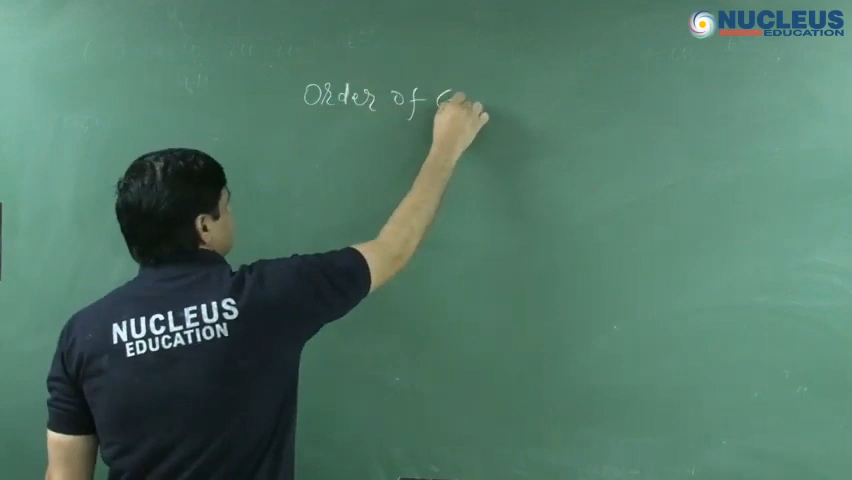 NUCLEUS
EDUCATION
Order of
NUCLEUS
EDUCATION